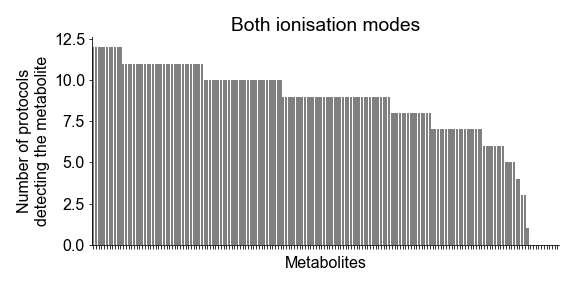 Both ionisation modes
Number of protocols
detecting the metabolite
12.5
10.0
7.5
5.0
2.5
0.0
Metabolites